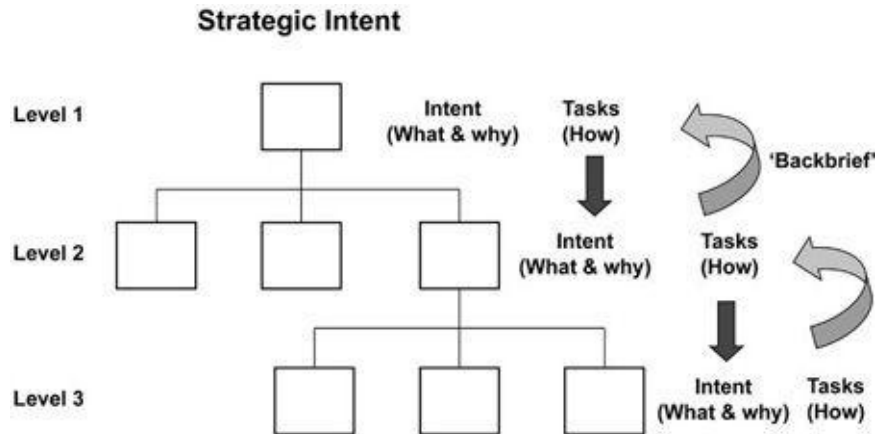 Strategic Intent
Level 1
Intent
(What & why)
Tasks
(How)
'Backbrief'
Level 2
Intent
(What & why)
Tasks
(How)
Level 3
Intent
(What & why)
Tasks
(How)